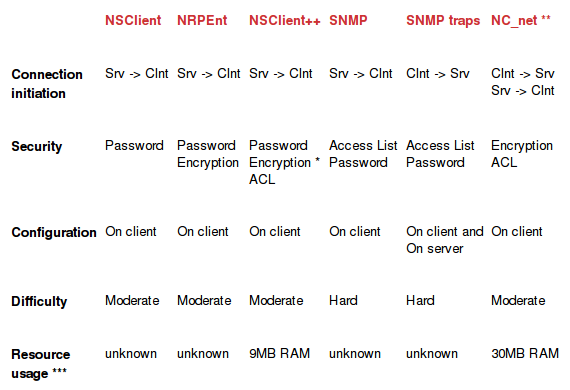 NSClient NRPEnt NSClient++ SNMP SNMP traps NC_net **
Connection Srv -> Clnt Srv -> Clnt Srv -> Clnt Srv -> Clnt Clnt -> Srv Clnt -> Srv
initiation Srv -> Clnt
Security Password Password Password Access List Access List Encryption
Encryption Encryption * Password Password ACL
ACL
Configuration On client On client On client On client On client and On client
On server
Difficulty Moderate Moderate Moderate Hard Hard Moderate
Resource unknown unknown 9MB RAM unknown unknown 30MB RAM
usage ***